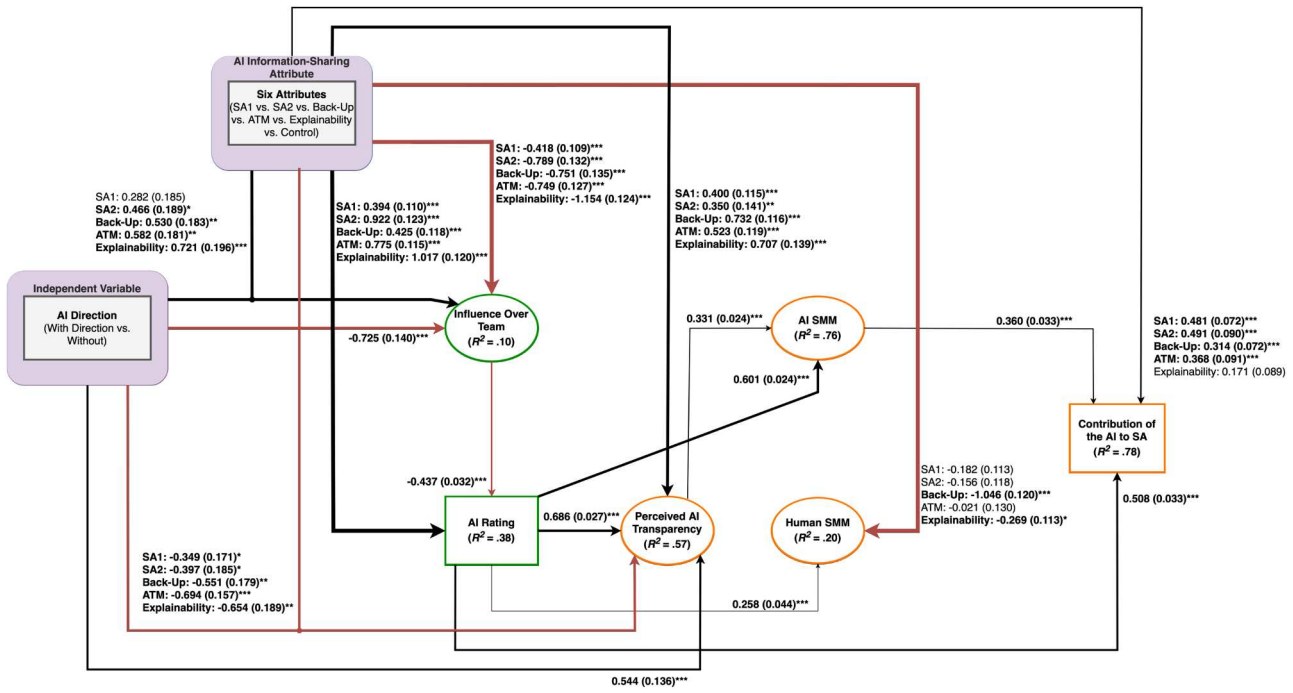 AI Information-Sharing
Attribute
Six Attributes
(SA1 vs. SA2 vs. Back-Up
vs. ATM vs. Explainability
vs. Control)
SA1: -0.418 (0.109)***
SA2: -0.789 (0.132)***
Back-Up: -0.751 (0.135)***
ATM: -0.749 (0.127)***
Explainability: -1.154 (0.124)***
SA1: 0.282 (0.185)
SA2: 0.466 (0.189)*
Back-Up: 0.530 (0.183)**
ATM: 0.582 (0.181)**
Explainability: 0.721 (0.196)***
SA1: 0.394 (0.110)***
SA2: 0.922 (0.123)***
Back-Up: 0.425 (0.118)***
ATM: 0.775 (0.115)***
Explainability: 1.017 (0.120)***
SA1: 0.400 (0.115)***
SA2: 0.350 (0.141)**
Back-Up: 0.732 (0.116)***
ATM: 0.523 (0.119)***
Explainability: 0.707 (0.139)***
Independent Variable
AI Direction
(With Direction vs.
Without)
-0.725 (0.140)***
Influence Over
Team
(R² = .10)
0.331 (0.024)***
AI SMM
(R² = .76)
0.360 (0.033)***
SA1: 0.481 (0.072)***
SA2: 0.491 (0.090)***
Back-Up: 0.314 (0.072)***
ATM: 0.368 (0.091)***
Explainability: 0.171 (0.089)
0.601 (0.024)***
Contribution of
the AI to SA
(R² = .78)
-0.437 (0.032)***
SA1: -0.182 (0.113)
SA2: -0.156 (0.118)
Back-Up: -1.046 (0.120)***
ATM: -0.021 (0.130)
Explainability: -0.269 (0.113)*
0.508 (0.033)***
AI Rating
(R² = .38)
0.686 (0.027)***
Perceived AI
Transparency
(R² = .57)
Human SMM
(R² = .20)
SA1: -0.349 (0.171)*
SA2: -0.397 (0.185)*
Back-Up: -0.551 (0.179)**
ATM: -0.694 (0.157)***
Explainability: -0.654 (0.189)**
0.258 (0.044)***
0.544 (0.136)***